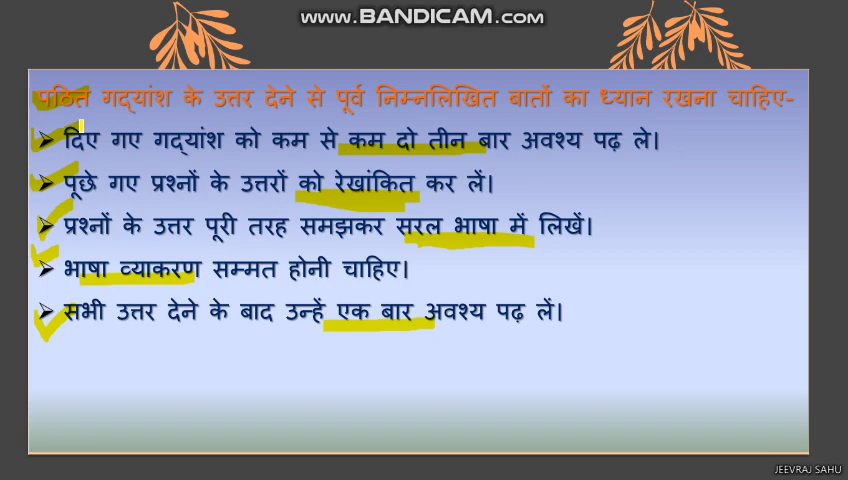 www.BANDICAM.com
पठित गद्यांश के उत्तर देने से पूर्व निम्नलिखित बातों का ध्यान रखना चाहिए-
➢ दिए गए गद्यांश को कम से कम दो तीन बार अवश्य पढ़ ले।
➢ पूछे गए प्रश्नों के उत्तरों को रेखांकित कर लें।
➢ प्रश्नों के उत्तर पूरी तरह समझकर सरल भाषा में लिखें।
➢ भाषा व्याकरण सम्मत होनी चाहिए।
➢ सभी उत्तर देने के बाद उन्हें एक बार अवश्य पढ़ लें।
JEEVRAJ SAHU